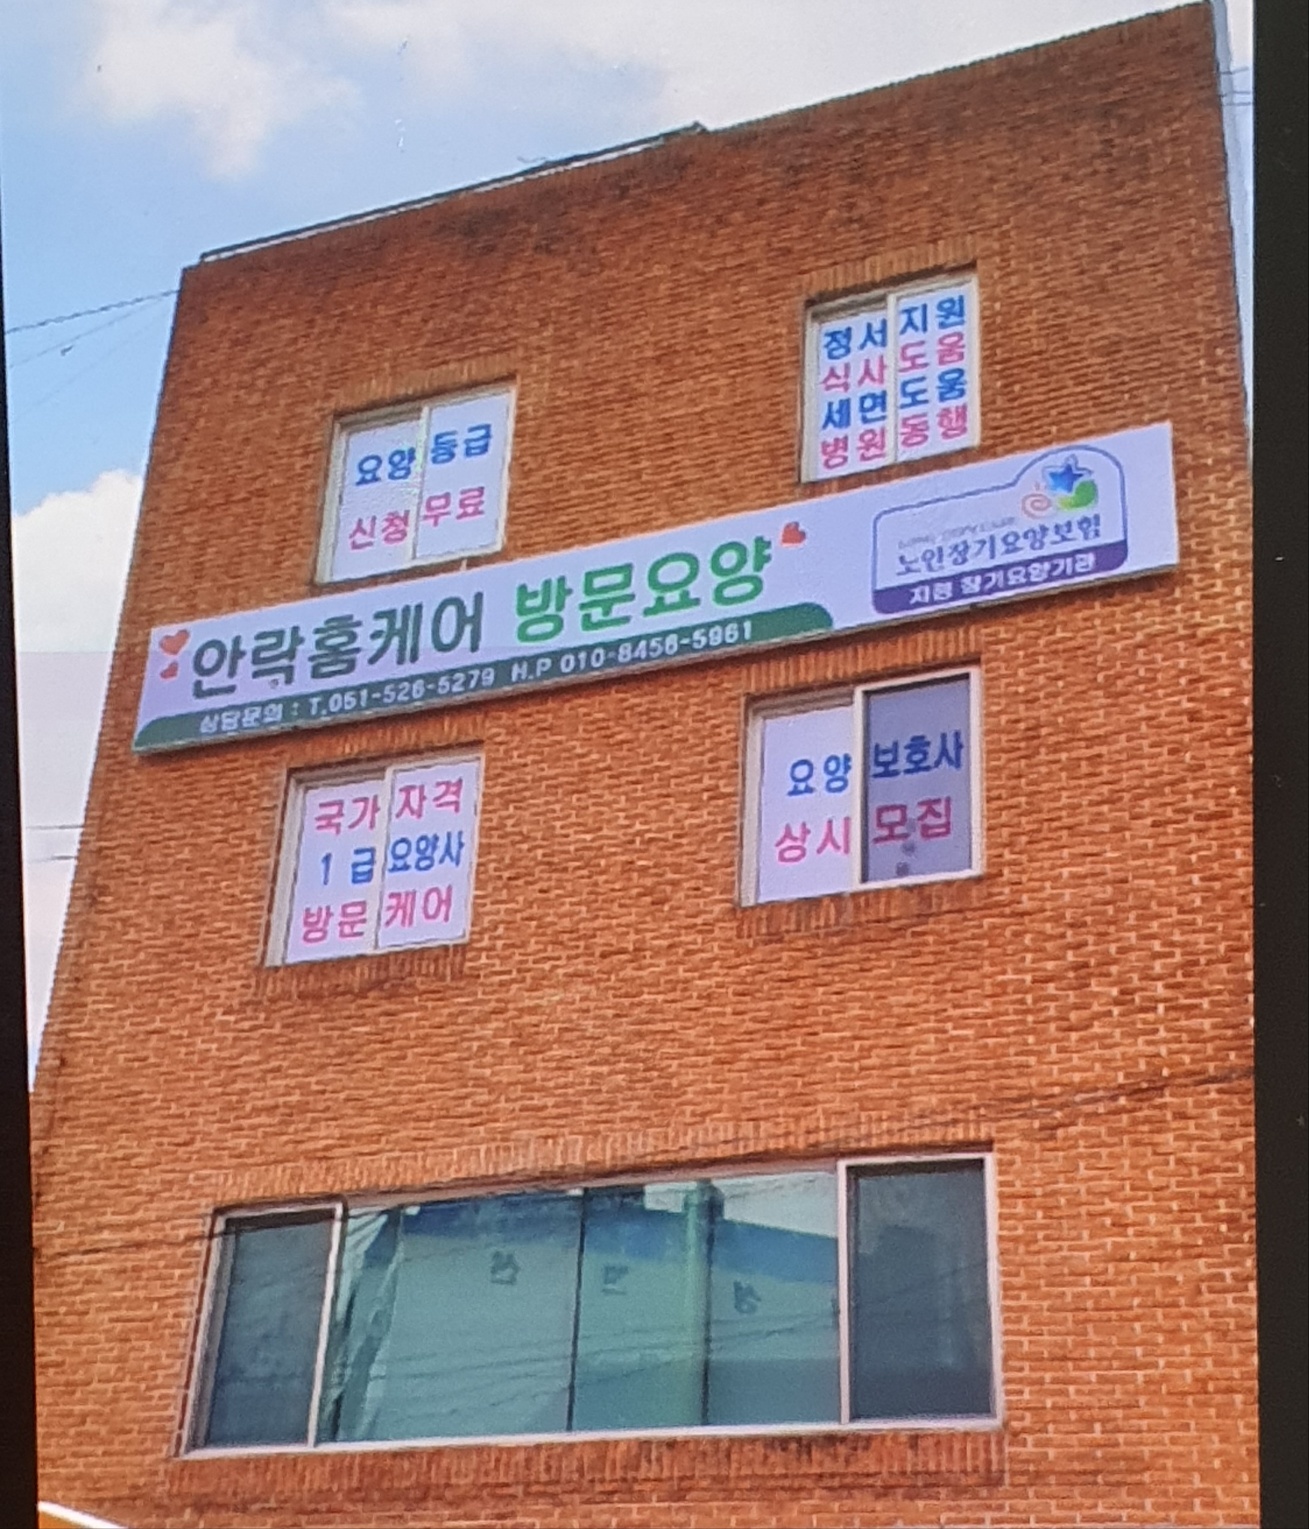 정서 지원
식사 도움
세면 도움
병원 동행
요양 등급
신청 무료
안락홈케어 방문요양
상담문의 : T.051-526-5279 H.P 010-8456-5961
노인장기요양보험
지정 장기요양기관
국가 자격
1급 요양사
방문 케어
요양 보호사
상시 모집